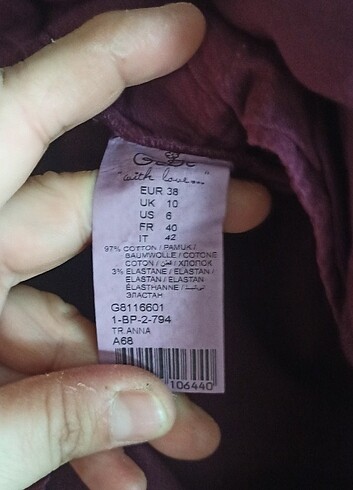 "with love..."
EUR 38
UK 10
US 6
FR 40
IT 42
97% COTTON / PAMUK /
BAUMWOLLE / COTONE
COTON / قطن / ХЛОПОК
3% ELASTANE / ELASTAN /
ELASTAN / ELASTAN
ÉLASTHANNE /
ЭЛАСТАН
G8116601
1-BP-2-794
TR.ANNA
A68
106440